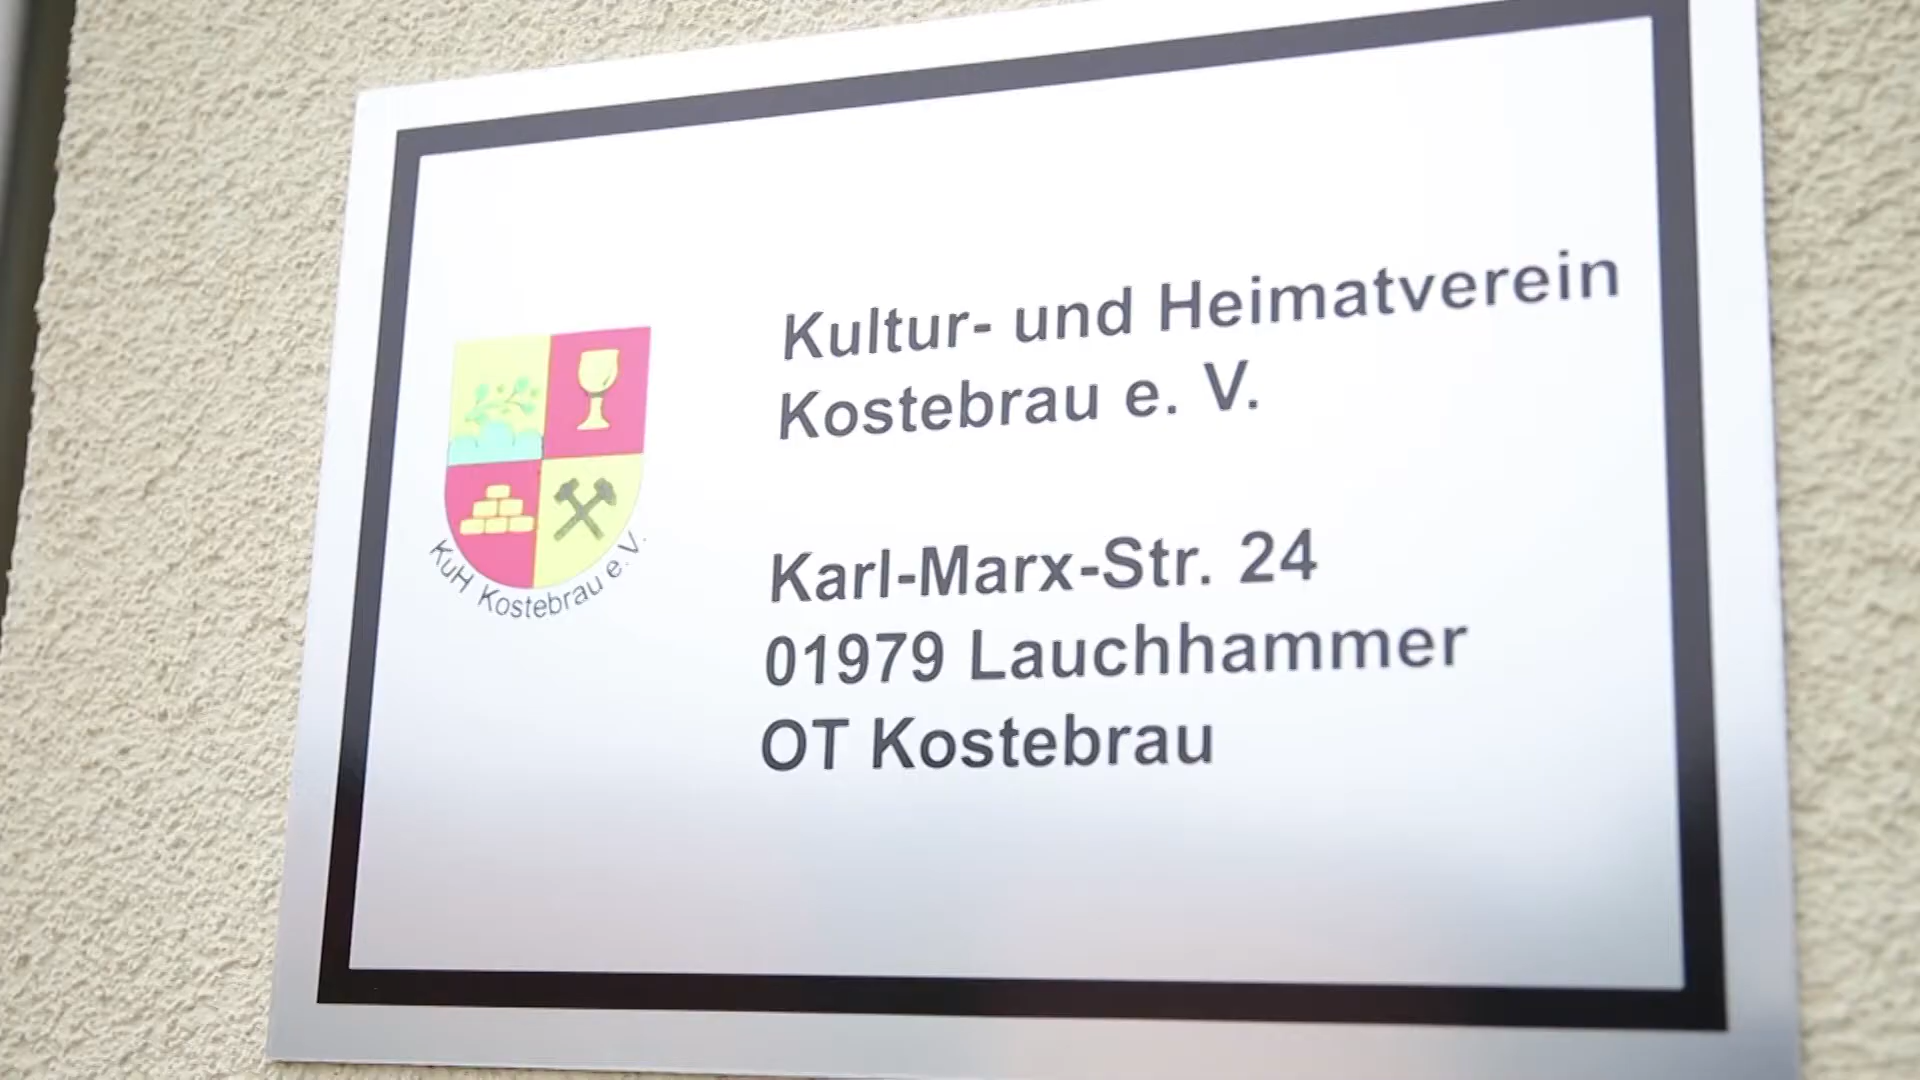 Kultur- und Heimatverein
Kostebrau e. V.
Karl-Marx-Str. 24
01979 Lauchhammer
OT Kostebrau
KuH Kostebrau e.V.